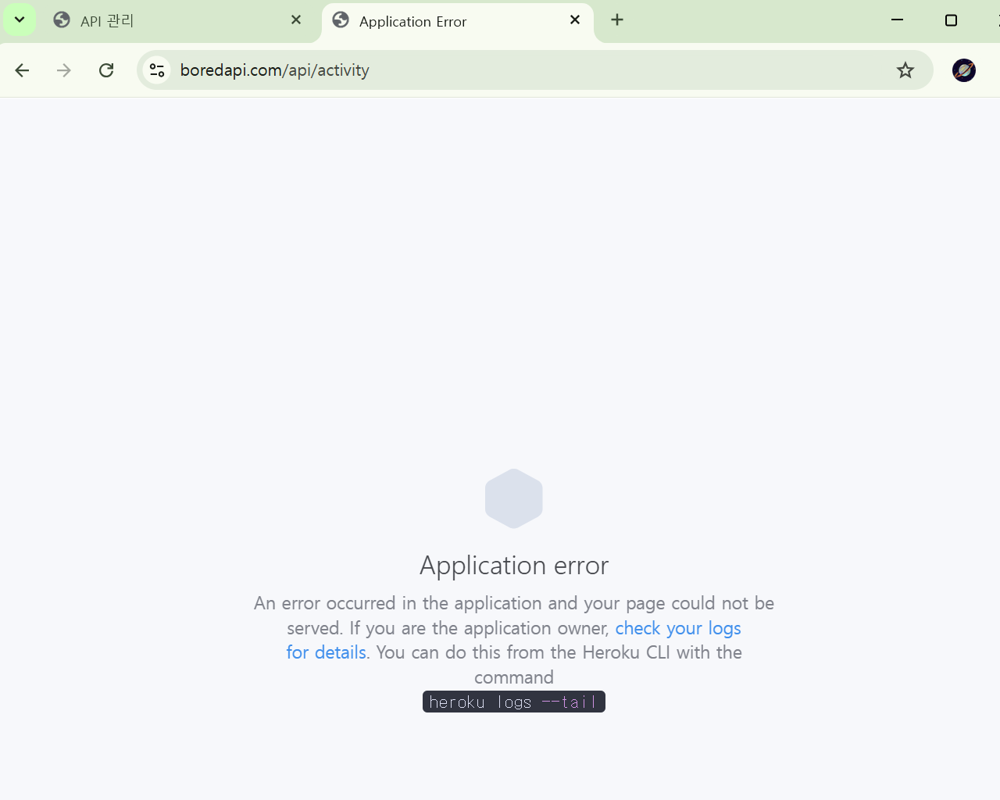 API 관리
Application Error
boredapi.com/api/activity
Application error
An error occurred in the application and your page could not be
served. If you are the application owner, check your logs
for details. You can do this from the Heroku CLI with the
command
heroku logs --tail